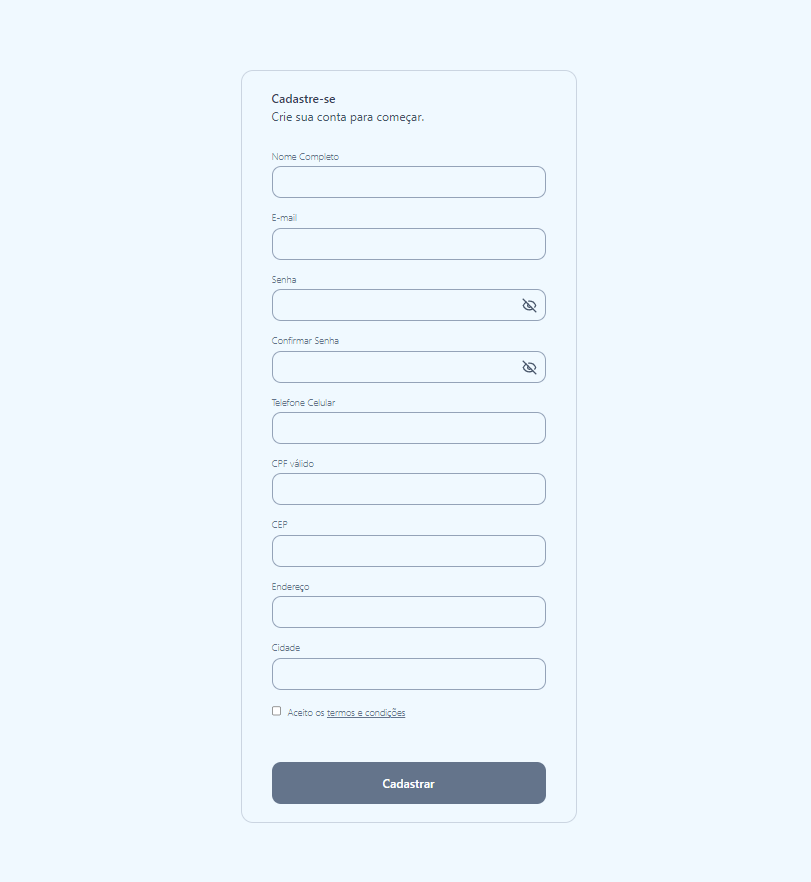 Cadastre-se
Crie sua conta para começar.
Nome Completo
E-mail
Senha
Confirmar Senha
Telefone Celular
CPF válido
CEP
Endereço
Cidade
Aceito os termos e condições
Cadastrar